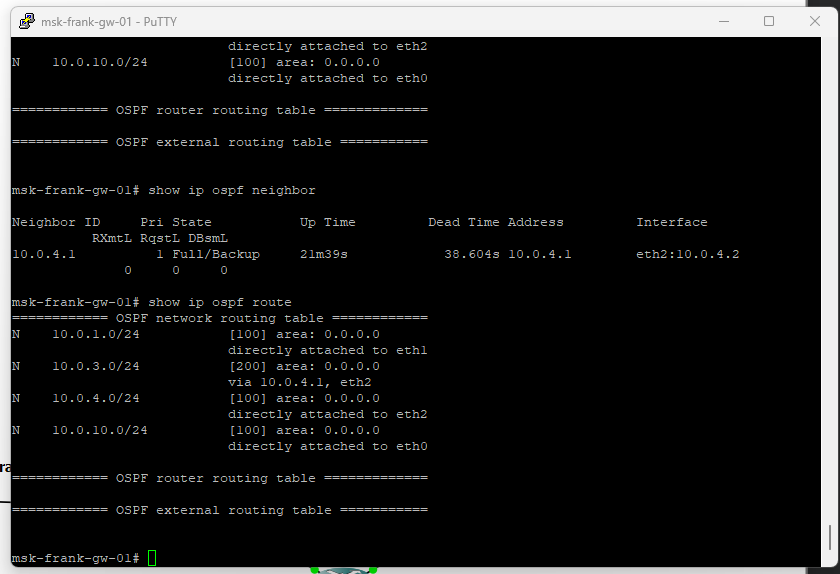 msk-frank-gw-01 - PuTTY
directly attached to eth2
N    10.0.10.0/24          [100] area: 0.0.0.0
directly attached to eth0
============ OSPF router routing table =============
============ OSPF external routing table ===========
msk-frank-gw-01# show ip ospf neighbor
Neighbor ID     Pri State           Up Time         Dead Time Address         Interface
RXmtL RqstL DBsmL
10.0.4.1          1 Full/Backup     21m39s            38.604s 10.0.4.1        eth2:10.0.4.2
0     0     0
msk-frank-gw-01# show ip ospf route
============ OSPF network routing table ============
N    10.0.1.0/24           [100] area: 0.0.0.0
directly attached to eth1
N    10.0.3.0/24           [200] area: 0.0.0.0
via 10.0.4.1, eth2
N    10.0.4.0/24           [100] area: 0.0.0.0
directly attached to eth2
N    10.0.10.0/24          [100] area: 0.0.0.0
directly attached to eth0
============ OSPF router routing table =============
============ OSPF external routing table ===========
msk-frank-gw-01#